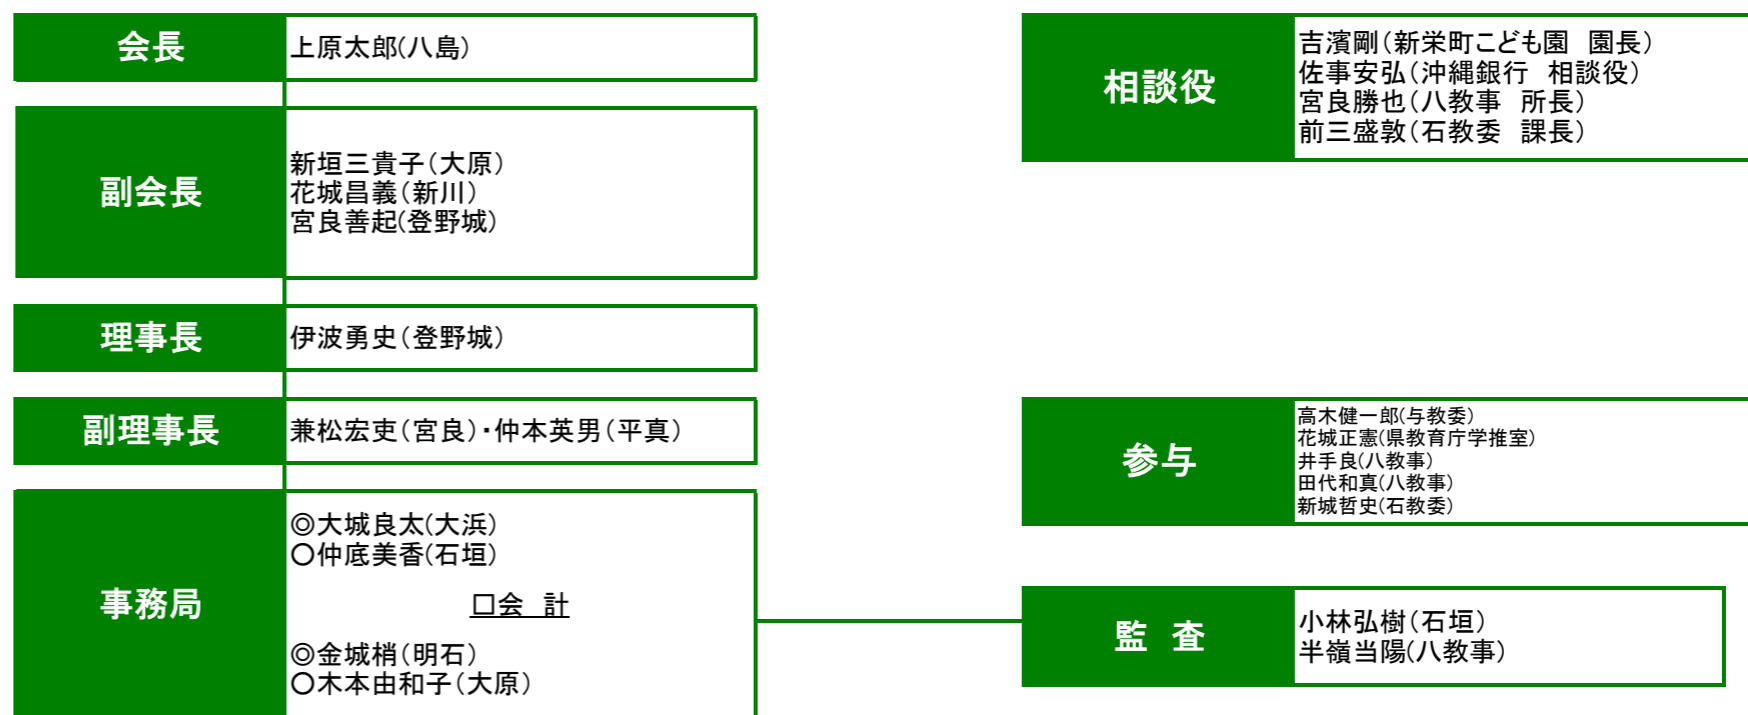 会長
上原太郎(八島)
副会長
新垣三貴子(大原)
花城昌義(新川)
宮良善起(登野城)
理事長
伊波勇史(登野城)
副理事長
兼松宏吏(宮良)・仲本英男(平真)
事務局
◎大城良太(大浜)
〇仲底美香(石垣)
□会　計
◎金城梢(明石)
〇木本由和子(大原)
相談役
吉濱剛(新栄町こども園　園長)
佐事安弘(沖縄銀行　相談役)
宮良勝也(八教事　所長)
前三盛敦(石教委　課長)
参与
高木健一郎(与教委)
花城正憲(県教育庁学推室)
井手良(八教事)
田代和真(八教事)
新城哲史(石教委)
監　査
小林弘樹(石垣)
半嶺当陽(八教事)